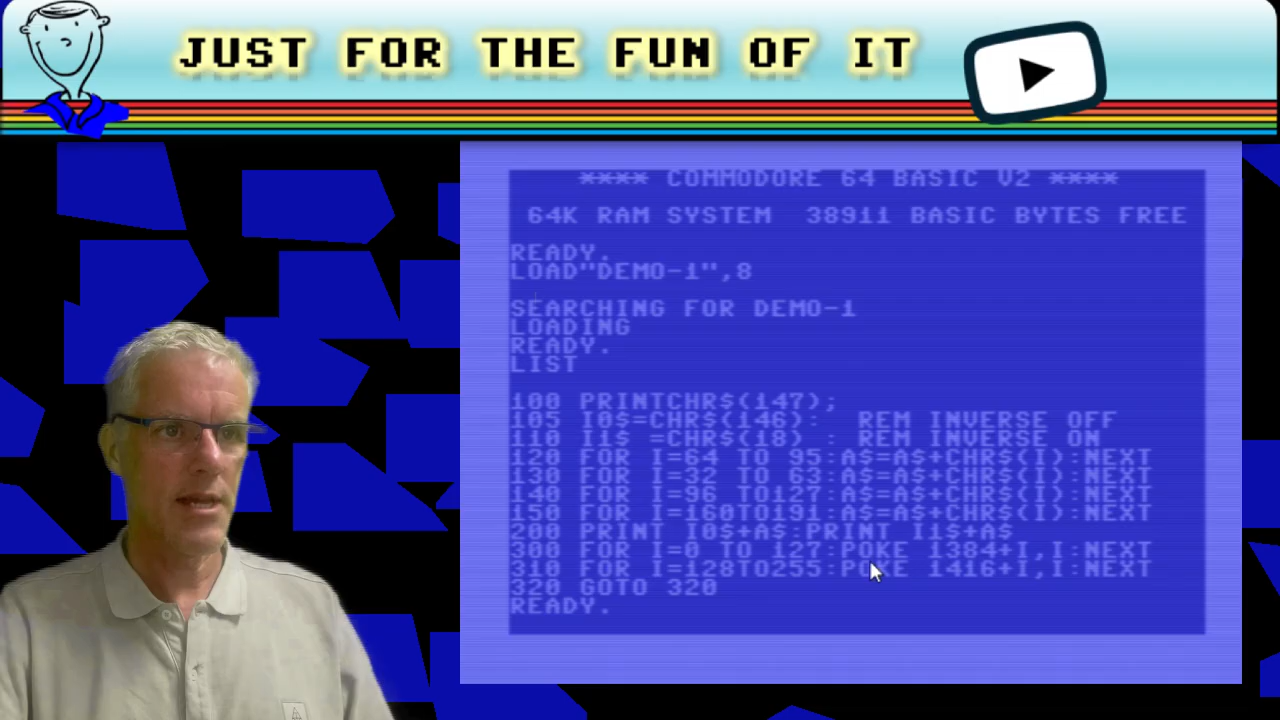 JUST FOR THE FUN OF IT
**** COMMODORE 64 BASIC V2 ****
64K RAM SYSTEM  38911 BASIC BYTES FREE
READY.
LOAD"DEMO-1",8
SEARCHING FOR DEMO-1
LOADING
READY.
LIST
100 PRINTCHR$(147);
105 I0$=CHR$(146):  REM INVERSE OFF
110 I1$ =CHR$(18) : REM INVERSE ON
120 FOR I=64 TO 95:A$=A$+CHR$(I):NEXT
130 FOR I=32 TO 63:A$=A$+CHR$(I):NEXT
140 FOR I=96 TO127:A$=A$+CHR$(I):NEXT
150 FOR I=160TO191:A$=A$+CHR$(I):NEXT
200 PRINT I0$+A$:PRINT I1$+A$
300 FOR I=0 TO 127:POKE 1384+I,I:NEXT
310 FOR I=128TO255:POKE 1416+I,I:NEXT
320 GOTO 320
READY.